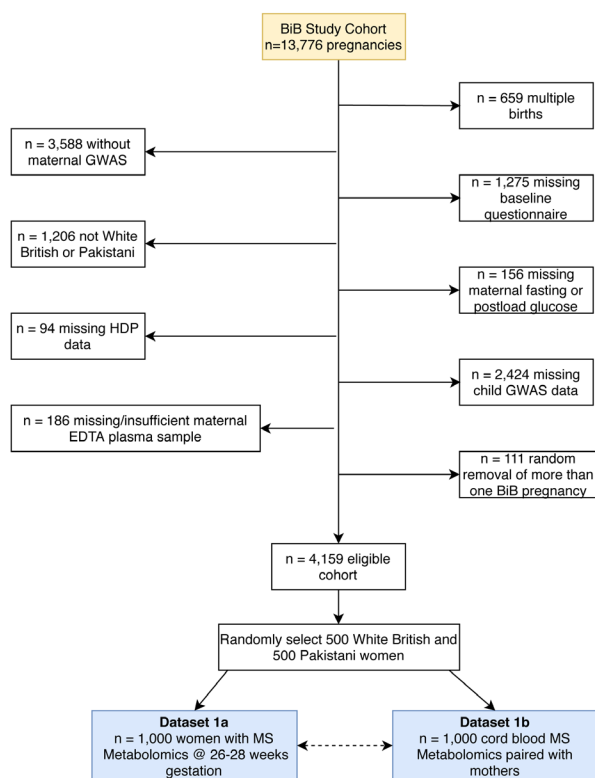 BiB Study Cohort
n=13,776 pregnancies
n = 659 multiple
births
n = 3,588 without
maternal GWAS
n = 1,275 missing
baseline
questionnaire
n = 1,206 not White
British or Pakistani
n = 156 missing
maternal fasting or
postload glucose
n = 94 missing HDP
data
n = 2,424 missing
child GWAS data
n = 186 missing/insufficient maternal
EDTA plasma sample
n = 111 random
removal of more than
one BiB pregnancy
n = 4,159 eligible
cohort
Randomly select 500 White British and
500 Pakistani women
Dataset 1a
n = 1,000 women with MS
Metabolomics @ 26-28 weeks
gestation
Dataset 1b
n = 1,000 cord blood MS
Metabolomics paired with
mothers